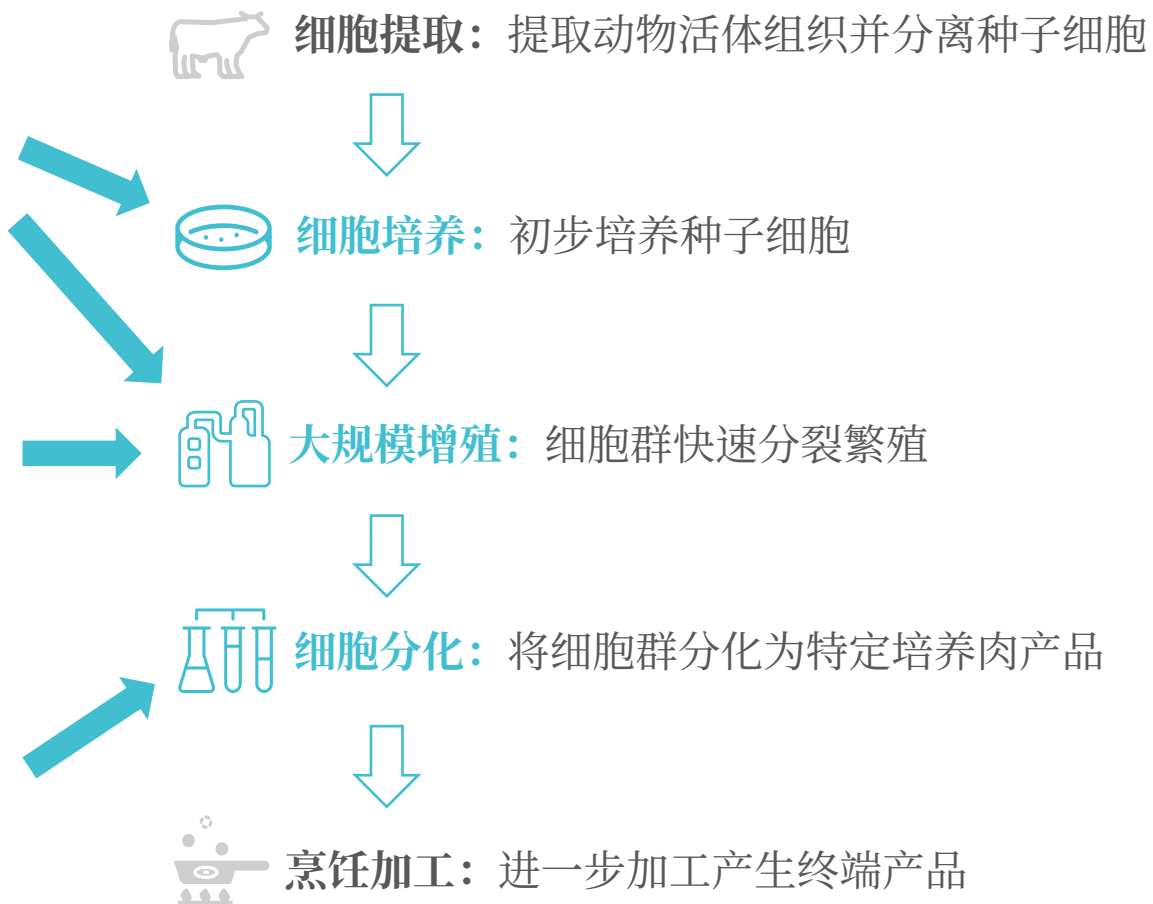 细胞提取：提取动物活体组织并分离种子细胞
细胞培养：初步培养种子细胞
大规模增殖：细胞群快速分裂繁殖
细胞分化：将细胞群分化为特定培养肉产品
烹饪加工：进一步加工产生终端产品